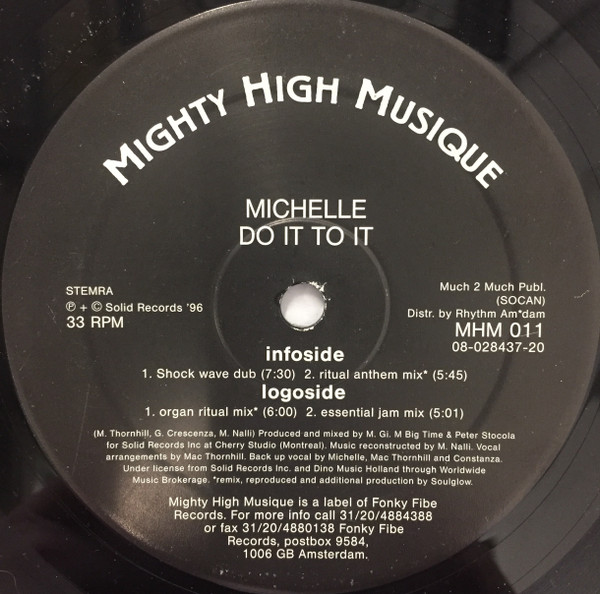 MIGHTY HIGH MUSIQUE
MICHELLE
DO IT TO IT
STEMRA
℗ + © Solid Records '96
33 RPM
Much 2 Much Publ.
(SOCAN)
Distr. by Rhythm Am*dam
MHM 011
08-028437-20
infoside
1. Shock wave dub (7:30) 2. ritual anthem mix* (5:45)
logoside
1. organ ritual mix* (6:00) 2. essential jam mix (5:01)
(M. Thornhill, G. Crescenza, M. Nalli) Produced and mixed by M. Gi. M Big Time & Peter Stocola
for Solid Records Inc at Cherry Studio (Montreal). Music reconstructed by M. Nalli. Vocal
arrangements by Mac Thornhill. Back up vocal by Michelle, Mac Thornhill and Constanza.
Under license from Solid Records Inc. and Dino Music Holland through Worldwide
Music Brokerage. *remix, reproduced and additional production by Soulglow.
Mighty High Musique is a label of Fonky Fibe
Records. For more info call 31/20/4884388
or fax 31/20/4880138 Fonky Fibe
Records, postbox 9584,
1006 GB Amsterdam.